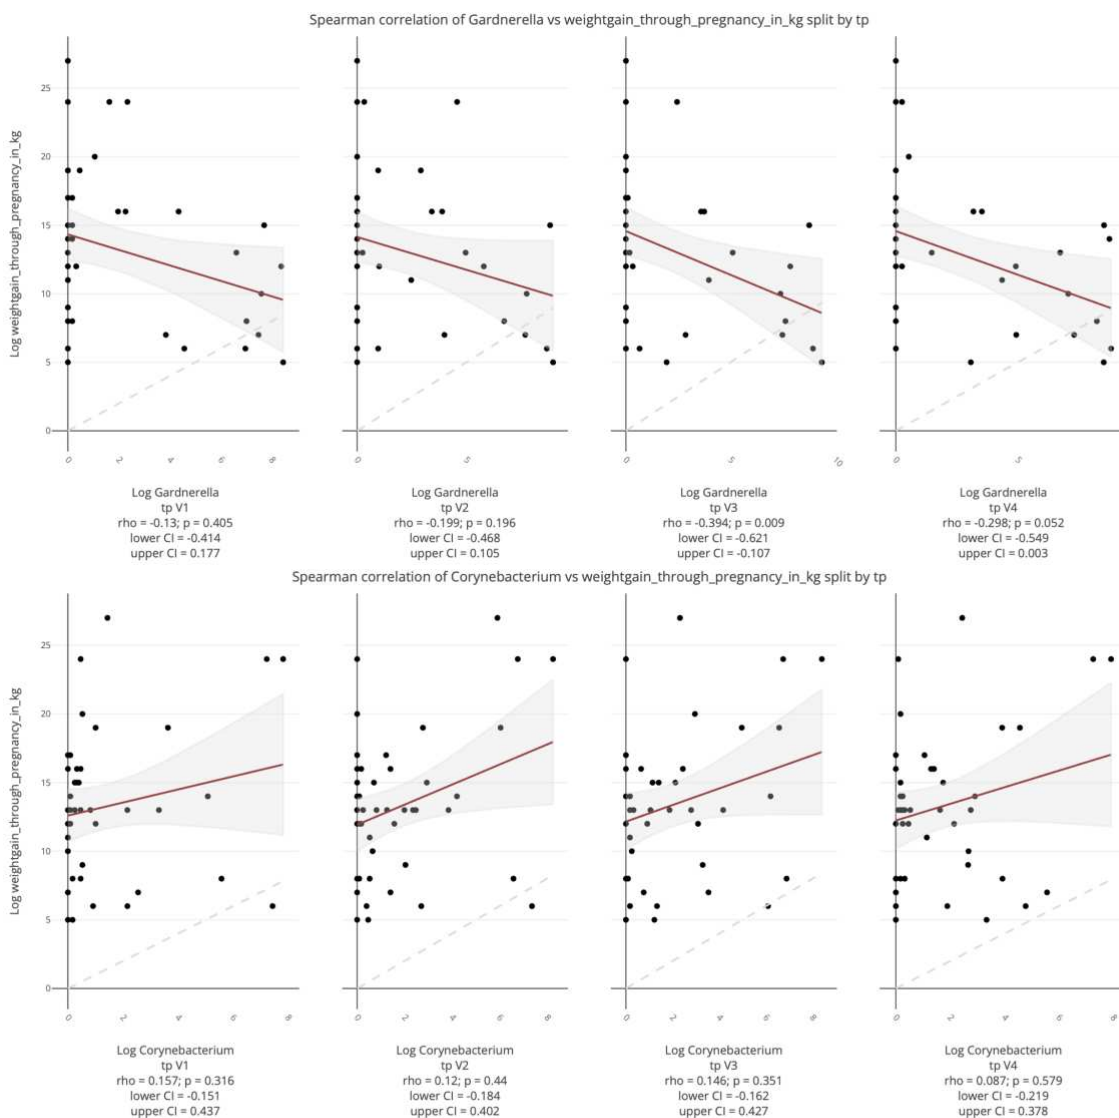 Spearman correlation of Gardnerella vs weightgain_through_pregnancy_in_kg split by tp
Log weightgain_through_pregnancy_in_kg
25
20
15
10
5
0
0 2 4 6 8
0 5
0 5 10
0 5
Log Gardnerella Log Gardnerella Log Gardnerella Log Gardnerella
tp V1 tp V2 tp V3 tp V4
rho = -0.13; p = 0.405 rho = -0.199; p = 0.196 rho = -0.394; p = 0.009 rho = -0.298; p = 0.052
lower CI = -0.414 lower CI = -0.468 lower CI = -0.621 lower CI = -0.549
upper CI = 0.177 upper CI = 0.105 upper CI = -0.107 upper CI = 0.003
Spearman correlation of Corynebacterium vs weightgain_through_pregnancy_in_kg split by tp
Log weightgain_through_pregnancy_in_kg
25
20
15
10
5
0
0 2 4 6 8
0 2 4 6 8
0 2 4 6 8
0 2 4 6 8
Log Corynebacterium Log Corynebacterium Log Corynebacterium Log Corynebacterium
tp V1 tp V2 tp V3 tp V4
rho = 0.157; p = 0.316 rho = 0.12; p = 0.44 rho = 0.146; p = 0.351 rho = 0.087; p = 0.579
lower CI = -0.151 lower CI = -0.184 lower CI = -0.162 lower CI = -0.219
upper CI = 0.437 upper CI = 0.402 upper CI = 0.427 upper CI = 0.378